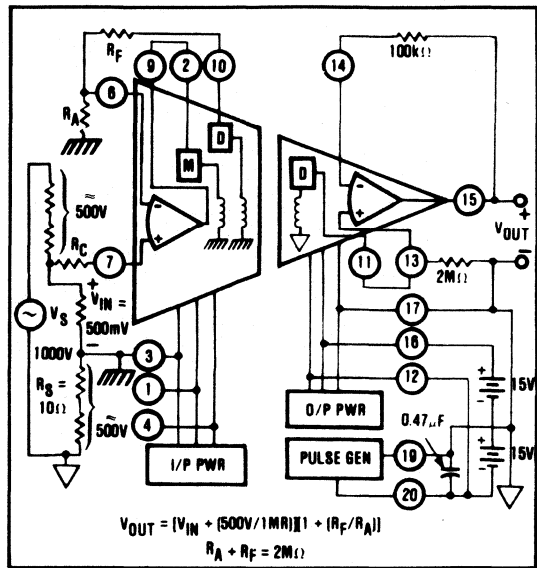 R_F
100kΩ
9
2
10
14
6
R_A
D
M
D
≈
500V
R_C
7
15
+
V_OUT
−
11
13
2MΩ
+
V_IN =
500mV
−
V_S
1000V
R_S =
10Ω
≈
500V
3
1
4
17
16
12
I/P PWR
O/P PWR
0.47μF
15V
PULSE GEN
19
20
15V
V_OUT = [V_IN + (500V/1MR)][1 + (R_F/R_A)]
R_A + R_F = 2MΩ